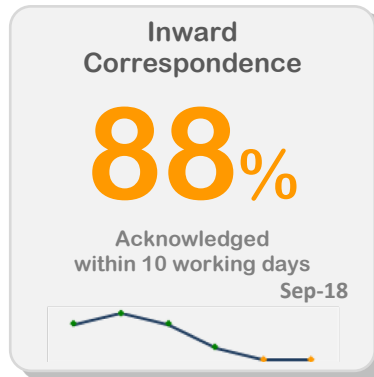 Inward
Correspondence
88%
Acknowledged
within 10 working days
Sep-18